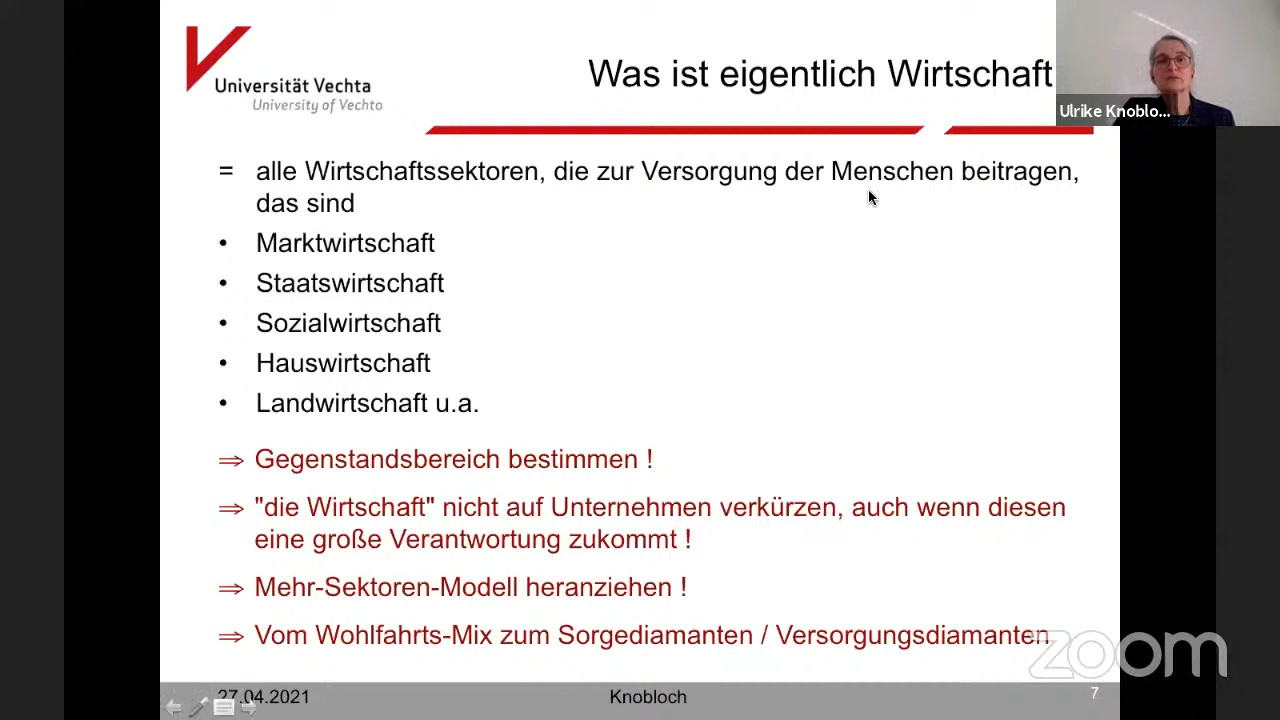 Universität Vechta
University of Vechta
Was ist eigentlich Wirtschaft
Ulrike Knoblo...
= alle Wirtschaftssektoren, die zur Versorgung der Menschen beitragen,
das sind
• Marktwirtschaft
• Staatswirtschaft
• Sozialwirtschaft
• Hauswirtschaft
• Landwirtschaft u.a.
⇒ Gegenstandsbereich bestimmen !
⇒ "die Wirtschaft" nicht auf Unternehmen verkürzen, auch wenn diesen
eine große Verantwortung zukommt !
⇒ Mehr-Sektoren-Modell heranziehen !
⇒ Vom Wohlfahrts-Mix zum Sorgediamanten / Versorgungsdiamanten
zoom
27.04.2021
Knobloch
7